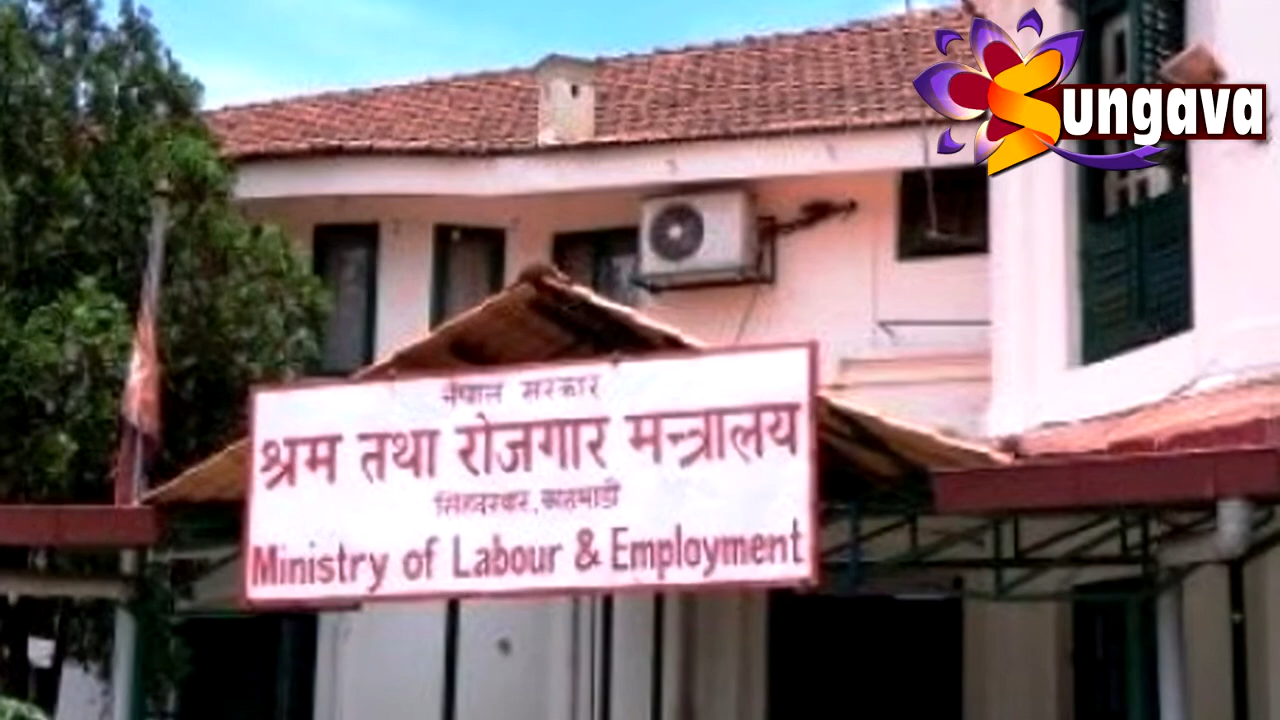 Sungava
नेपाल सरकार
श्रम तथा रोजगार मन्त्रालय
सिंहदरबार, काठमाडौं
Ministry of Labour & Employment